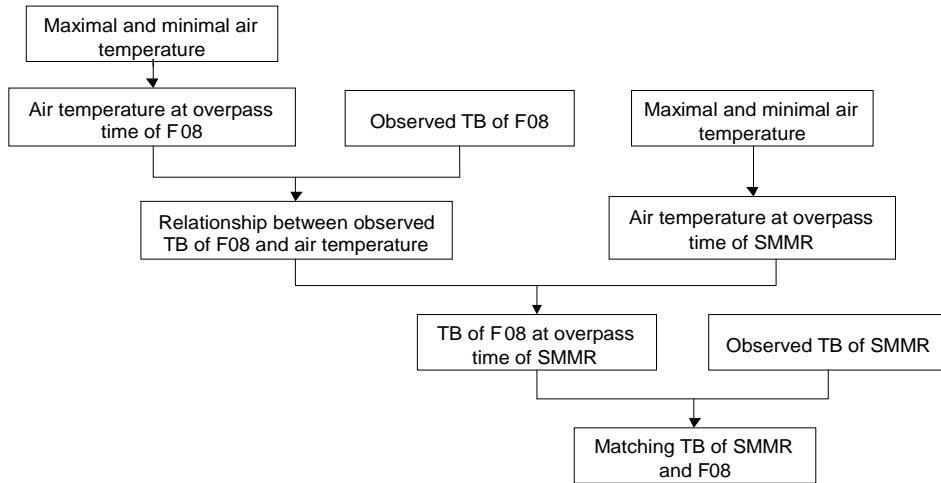 Maximal and minimal air
temperature
Air temperature at overpass
time of F08
Observed TB of F08
Maximal and minimal air
temperature
Relationship between observed
TB of F08 and air temperature
Air temperature at overpass
time of SMMR
TB of F08 at overpass
time of SMMR
Observed TB of SMMR
Matching TB of SMMR
and F08